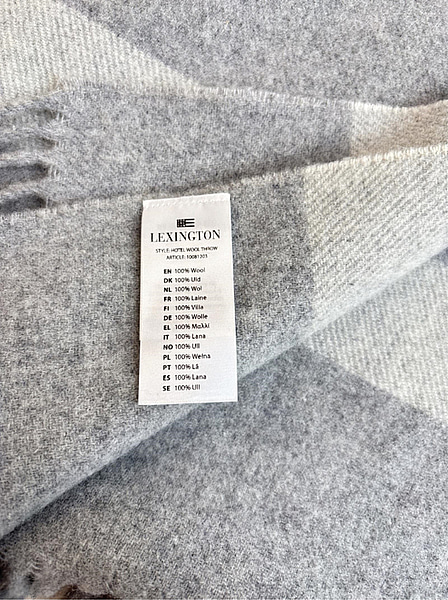 LEXINGTON
STYLE: HOTEL WOOL THROW
ARTICLE: 10081203
EN 100% Wool
DK 100% Uld
NL 100% Wol
FR 100% Laine
FI 100% Villa
DE 100% Wolle
EL 100% Μαλλί
IT 100% Lana
NO 100% Ull
PL 100% Wełna
PT 100% Lã
ES 100% Lana
SE 100% Ull